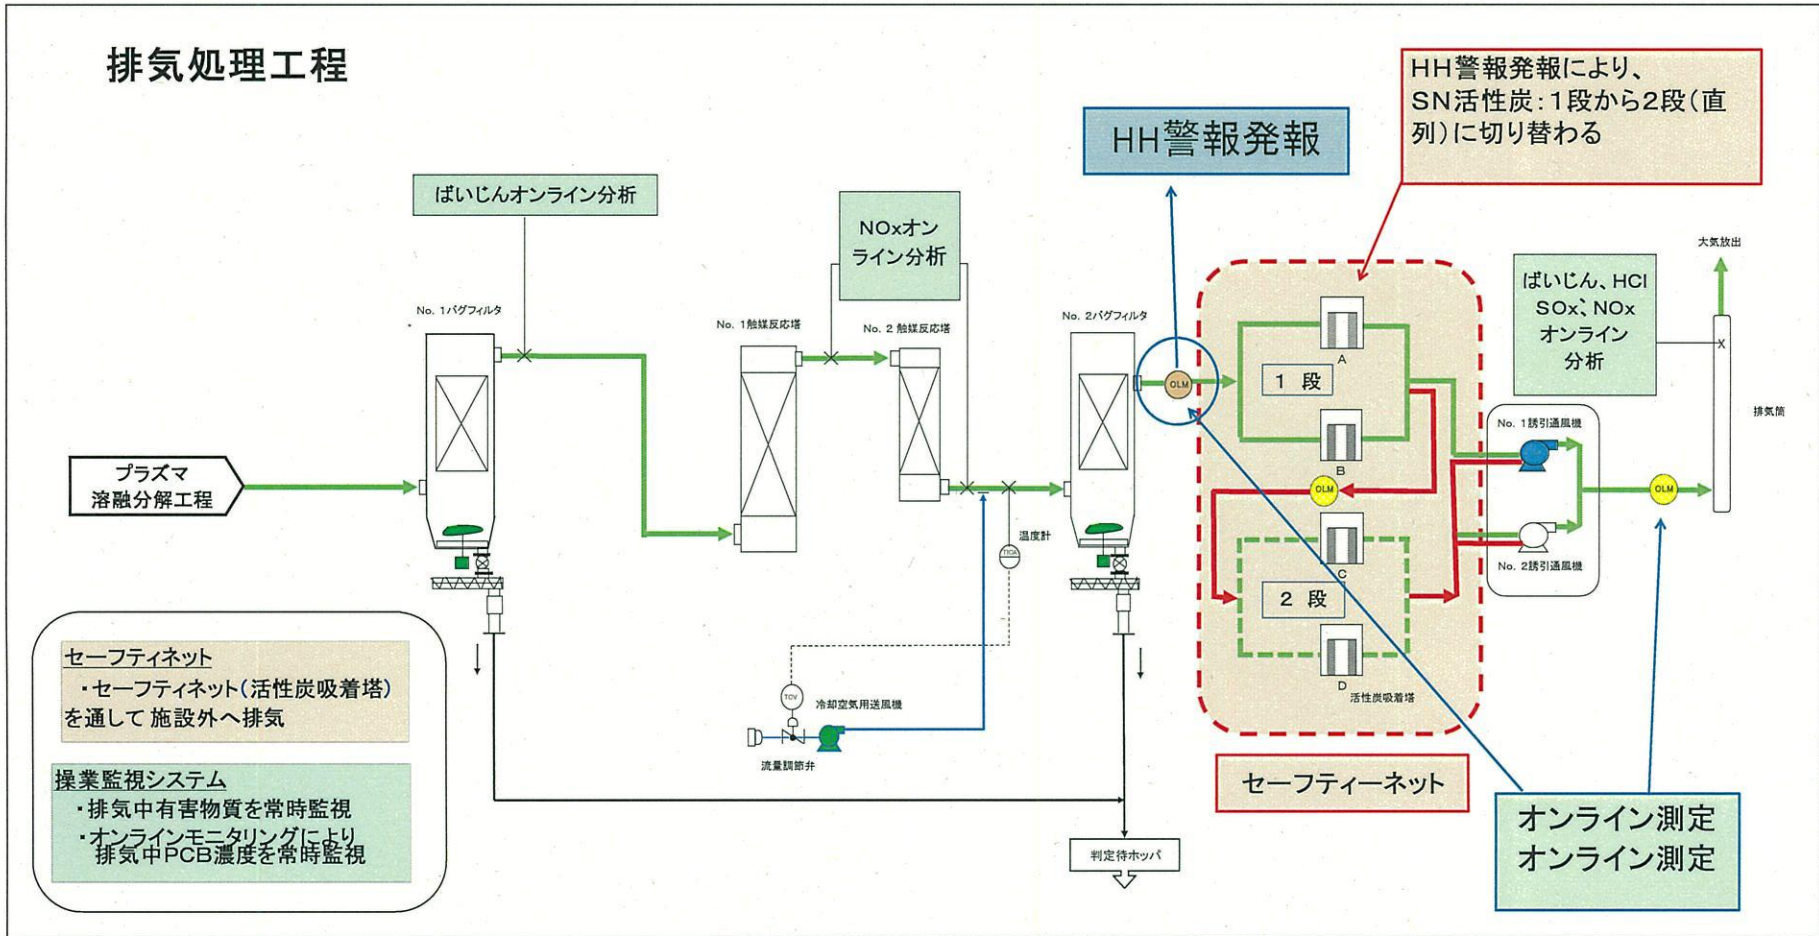 排気処理工程
HH警報発報により、
SN活性炭：1段から2段（直
列）に切り替わる
HH警報発報
ばいじんオンライン分析
NOxオン
ライン分析
大気放出
ばいじん、HCl
SOx、NOx
オンライン
分析
No. 1バグフィルタ
No. 1触媒反応塔
No. 2 触媒反応塔
No. 2バグフィルタ
OLM
A
1 段
B
OLM
C
2 段
D
活性炭吸着塔
No. 1誘引通風機
No. 2誘引通風機
OLM
X
排気筒
プラズマ
溶融分解工程
温度計
TICA
TCV
冷却空気用送風機
流量調節弁
セーフティーネット
セーフティネット
・セーフティネット（活性炭吸着塔）
を通して 施設外へ排気
操業監視システム
・排気中有害物質を常時監視
・オンラインモニタリングにより
排気中PCB濃度を常時監視
判定待ホッパ
オンライン測定
オンライン測定